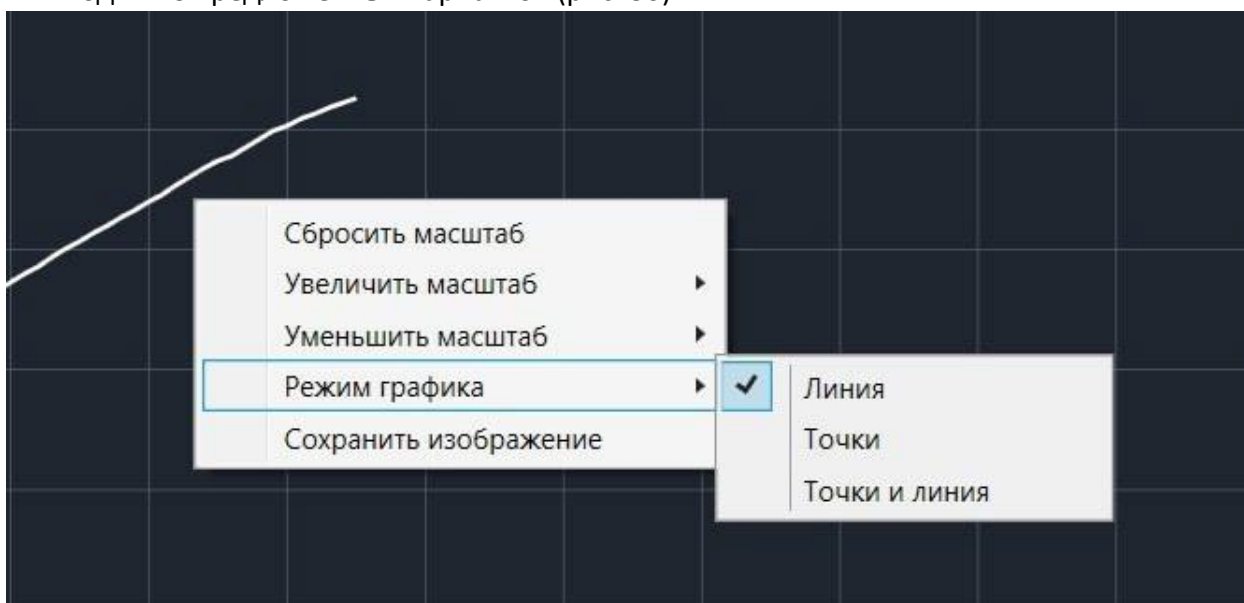 Сбросить масштаб
Увеличить масштаб
Уменьшить масштаб
Режим графика
Сохранить изображение
Линия
Точки
Точки и линия